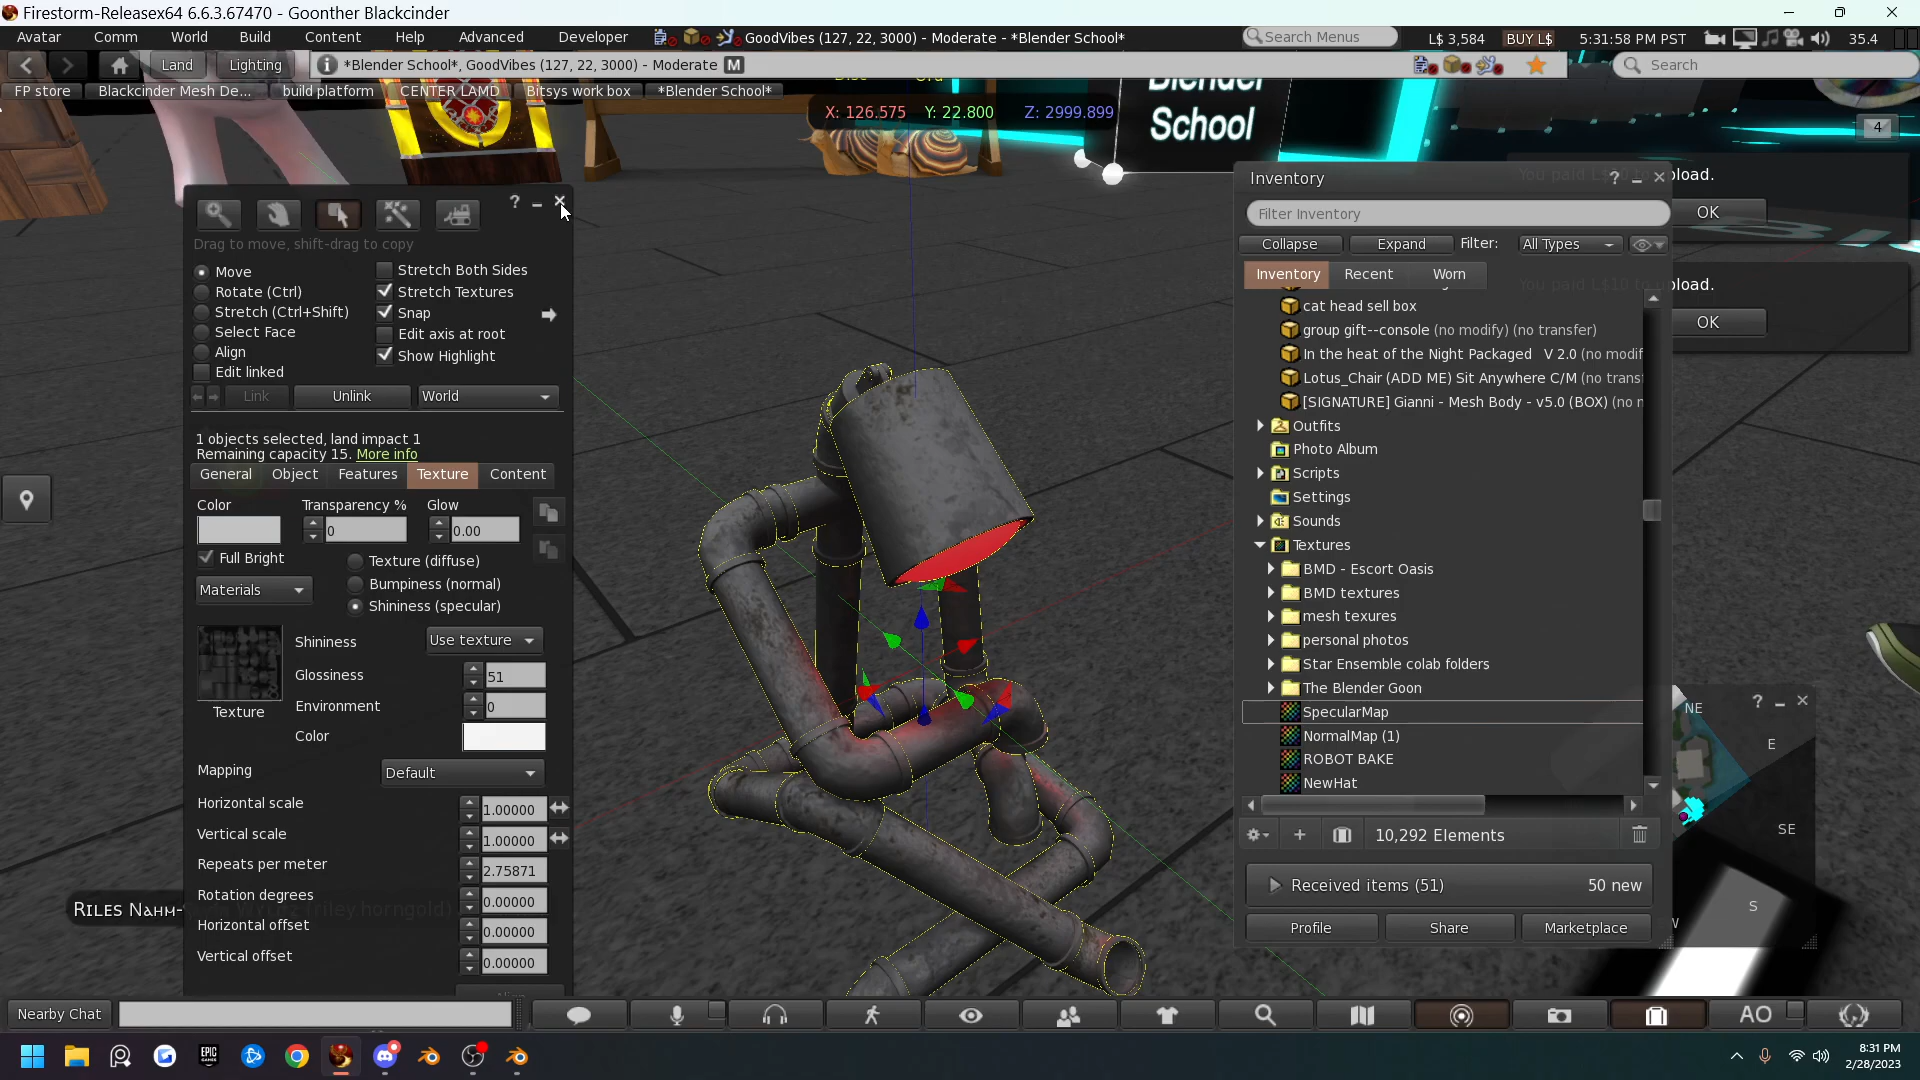 Firestorm-Releasex64 6.6.3.67470 - Goonther Blackcinder
Avatar Comm World Build Content Help Advanced Developer GoodVibes (127, 22, 3000) - Moderate - *Blender School* Search Menus L$ 3,584 BUY L$ 5:31:58 PM PST 35.4
Land Lighting *Blender School*, GoodVibes (127, 22, 3000) - Moderate M Search
FP store Blackcinder Mesh De... build platform CENTER LAMD Bitsys work box *Blender School*
X: 126.575 Y: 22.800 Z: 2999.899
Blender
School
4
Drag to move, shift-drag to copy
Move
Rotate (Ctrl)
Stretch (Ctrl+Shift)
Select Face
Align
Edit linked
Stretch Both Sides
Stretch Textures
Snap
Edit axis at root
Show Highlight
Link Unlink World
1 objects selected, land impact 1
Remaining capacity 15. More info
General Object Features Texture Content
Color Transparency % Glow
0 0.00
Full Bright
Materials
Texture (diffuse)
Bumpiness (normal)
Shininess (specular)
Texture
Shininess Use texture
Glossiness 51
Environment 0
Color
Mapping Default
Horizontal scale 1.00000
Vertical scale 1.00000
Repeats per meter 2.75871
Rotation degrees 0.00000
Horizontal offset 0.00000
Vertical offset 0.00000
Inventory
Filter Inventory
Collapse Expand Filter: All Types
Inventory Recent Worn
cat head sell box
group gift--console (no modify) (no transfer)
In the heat of the Night Packaged V 2.0 (no modif
Lotus_Chair (ADD ME) Sit Anywhere C/M (no trans
[SIGNATURE] Gianni - Mesh Body - v5.0 (BOX) (no
Outfits
Photo Album
Scripts
Settings
Sounds
Textures
BMD - Escort Oasis
BMD textures
mesh texures
personal photos
Star Ensemble colab folders
The Blender Goon
SpecularMap
NormalMap (1)
ROBOT BAKE
NewHat
10,292 Elements
Received items (51) 50 new
Profile Share Marketplace
You paid L$10 to upload.
OK
You paid L$10 to upload.
OK
NE
E
SE
S
Nearby Chat
AO
8:31 PM
2/28/2023